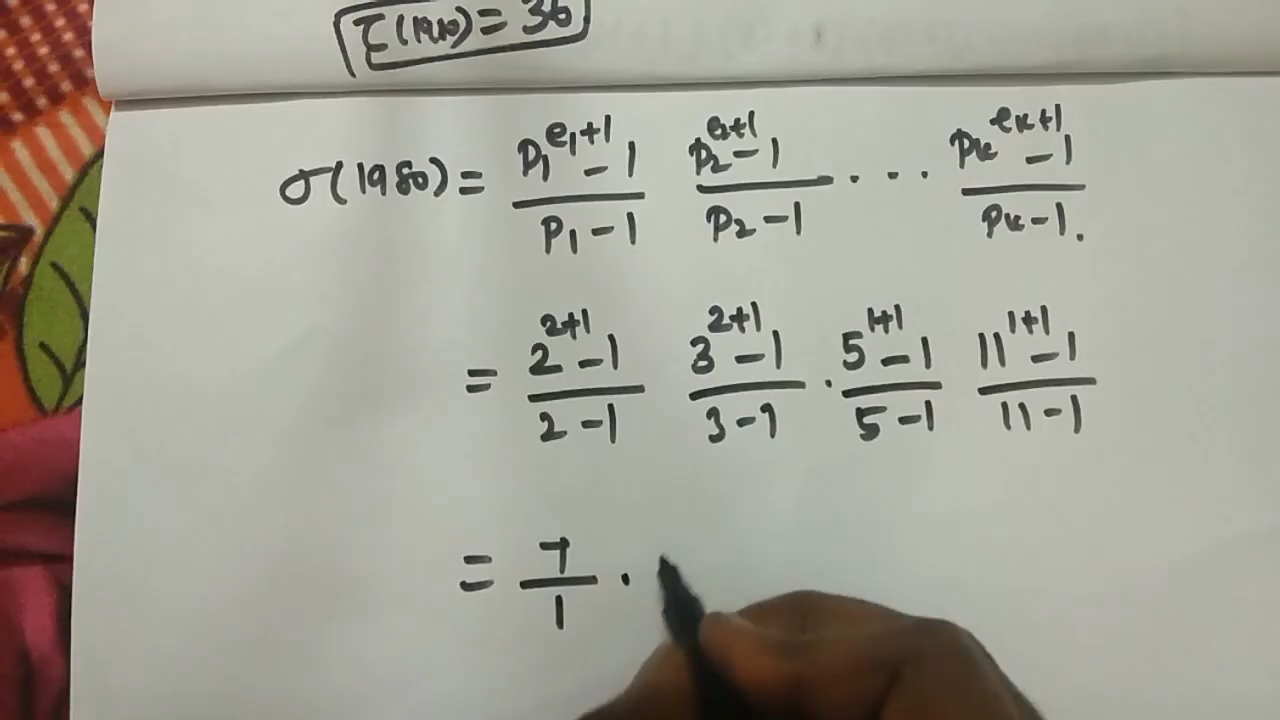 τ(1980) = 36
σ(1980) = p₁^(e₁+1) − 1 / p₁ − 1 p₂^(e₂+1) − 1 / p₂ − 1 . ... pₖ^(eₖ+1) − 1 / pₖ − 1.
= 2^(2+1) − 1 / 2 − 1 3^(2+1) − 1 / 3 − 1 . 5^(1+1) − 1 / 5 − 1 11^(1+1) − 1 / 11 − 1
= 7 / 1 .